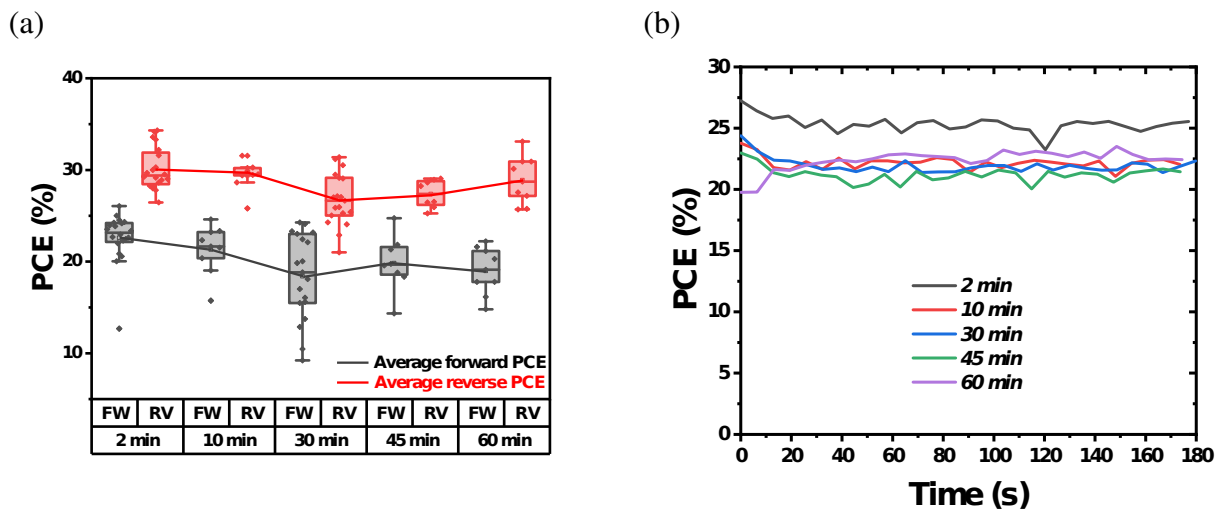 (a)
(b)
40
30
20
10
PCE (%)
Average forward PCE
Average reverse PCE
FW RV FW RV FW RV FW RV FW RV
2 min 10 min 30 min 45 min 60 min
30
25
20
15
10
5
0
PCE (%)
2 min
10 min
30 min
45 min
60 min
0 20 40 60 80 100 120 140 160 180
Time (s)